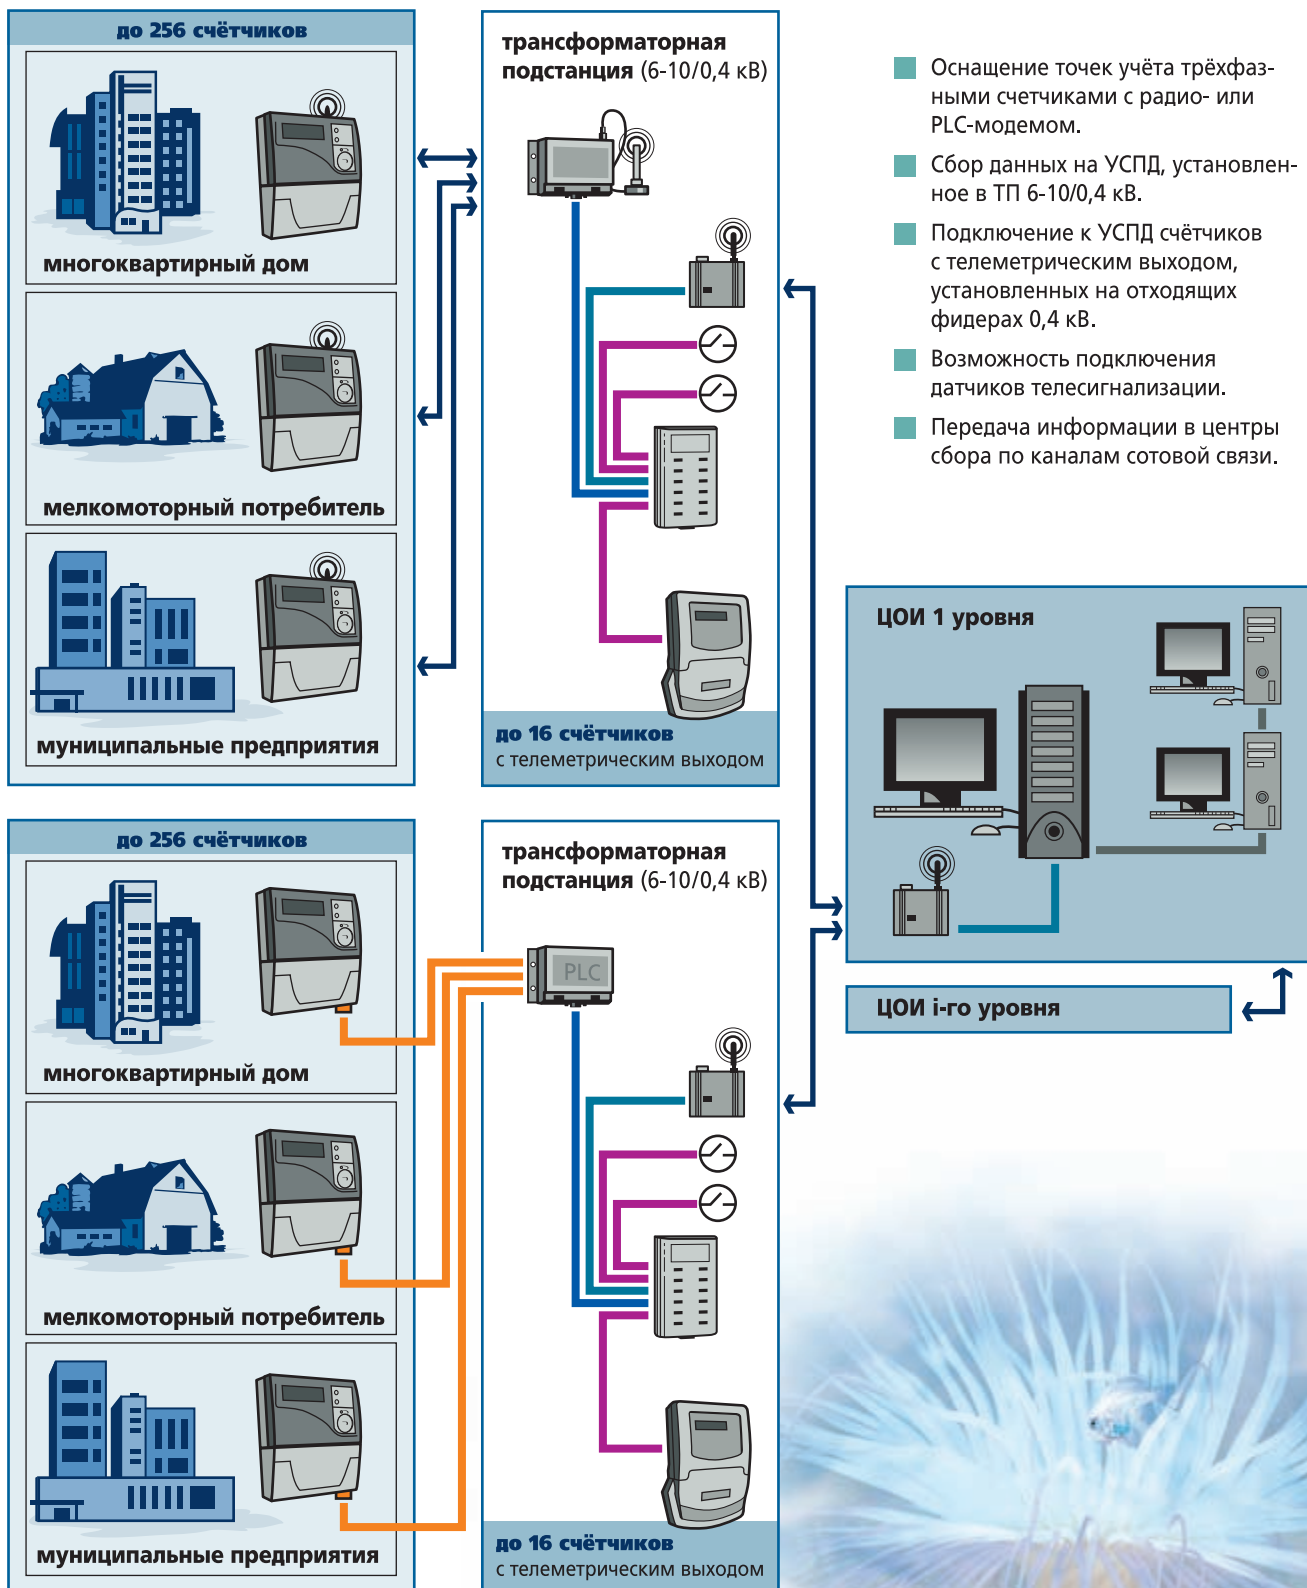 до 256 счётчиков
многоквартирный дом
мелкомоторный потребитель
муниципальные предприятия
трансформаторная
подстанция (6-10/0,4 кВ)
до 16 счётчиков
с телеметрическим выходом
Оснащение точек учёта трёхфаз-
ными счетчиками с радио- или
PLC-модемом.
Сбор данных на УСПД, установлен-
ное в ТП 6-10/0,4 кВ.
Подключение к УСПД счётчиков
с телеметрическим выходом,
установленных на отходящих
фидерах 0,4 кВ.
Возможность подключения
датчиков телесигнализации.
Передача информации в центры
сбора по каналам сотовой связи.
ЦОИ 1 уровня
ЦОИ i-го уровня
до 256 счётчиков
многоквартирный дом
мелкомоторный потребитель
муниципальные предприятия
трансформаторная
подстанция (6-10/0,4 кВ)
PLC
до 16 счётчиков
с телеметрическим выходом